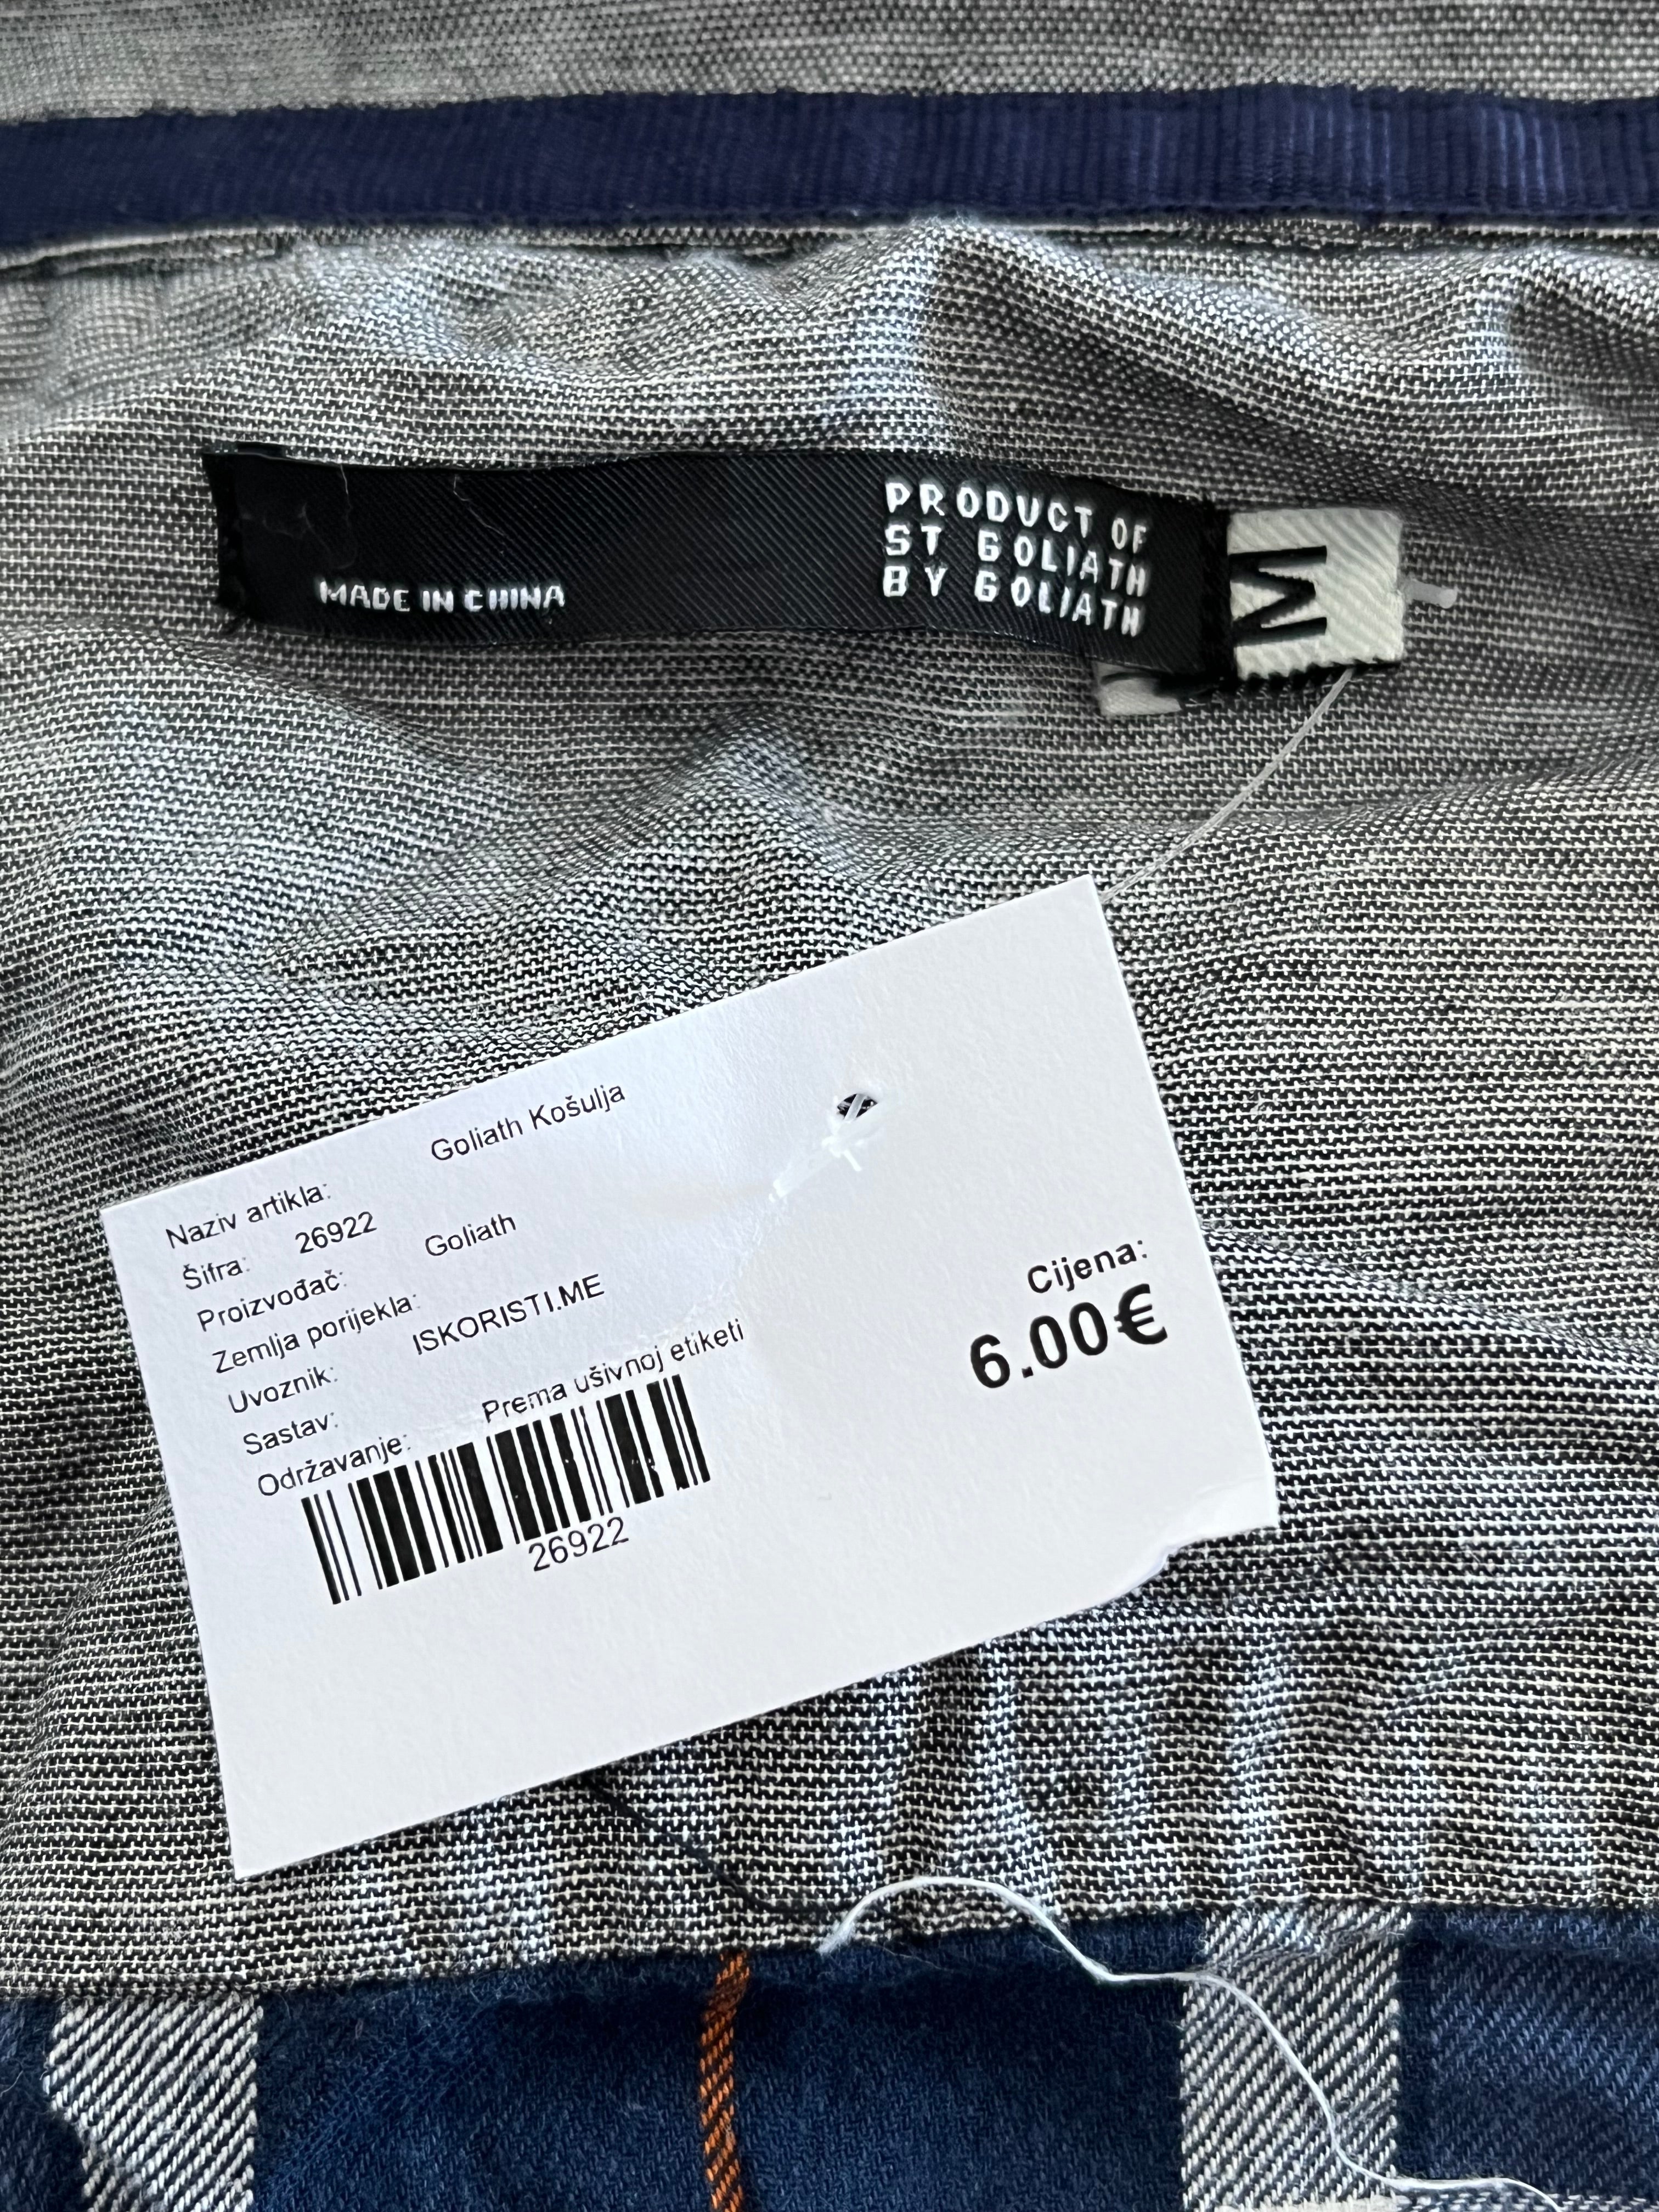 PRODUCT OF
ST GOLIATH
BY GOLIATH
MADE IN CHINA
M
Naziv artikla: Goliath Košulja
Šifra: 26922
Proizvođač: Goliath
Zemlja porijekla:
Uvoznik: ISKORISTI.ME
Sastav:
Održavanje: Prema ušivnoj etiketi
26922
Cijena:
6.00€